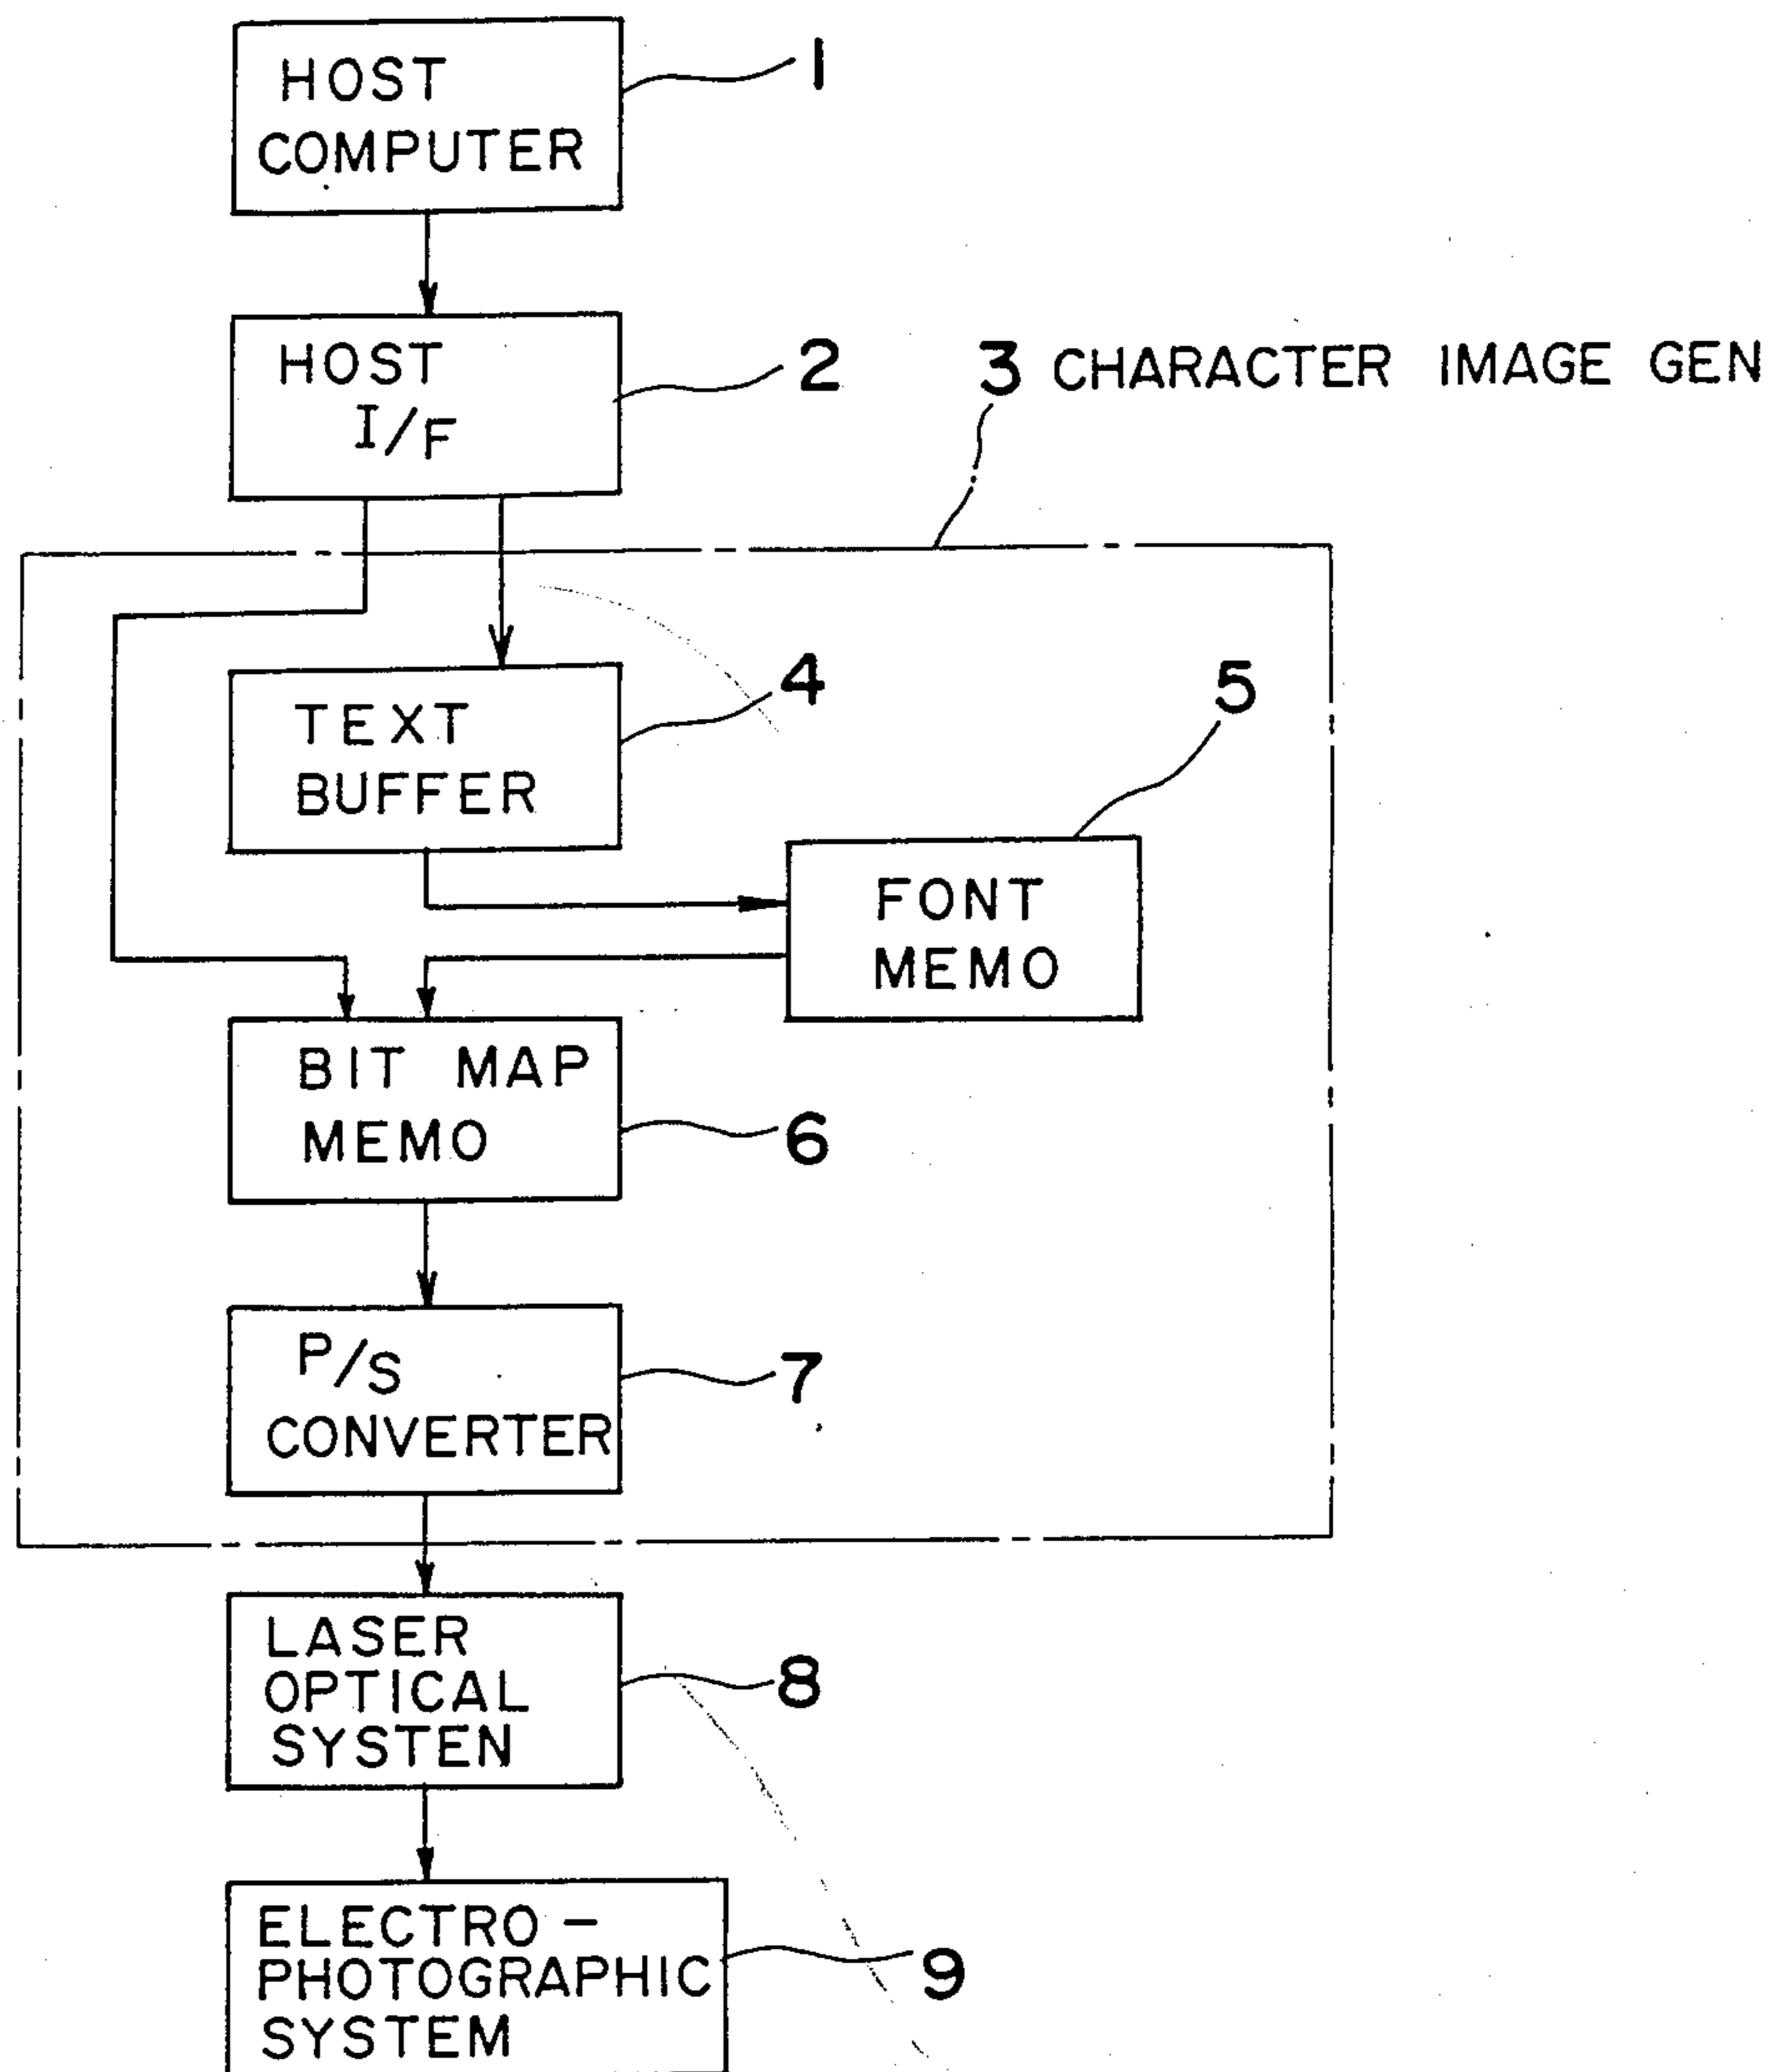 HOST
COMPUTER
1
HOST
I/F
2
3 CHARACTER IMAGE GEN
TEXT
BUFFER
4
5
FONT
MEMO
BIT MAP
MEMO
6
P/S
CONVERTER
7
LASER
OPTICAL
SYSTEN
8
ELECTRO-
PHOTOGRAPHIC
SYSTEM
9